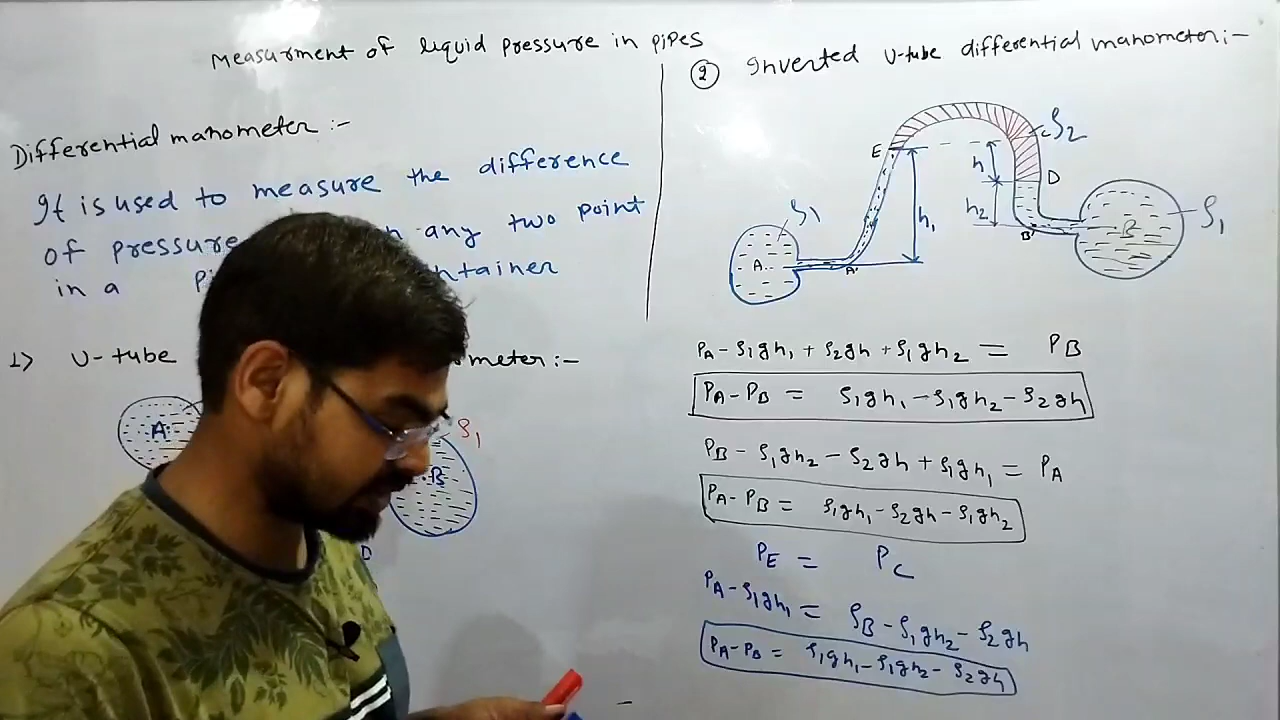 Measurment of liquid pressure in pipes
Differential manometer :-
It is used to measure the difference
of pressure any two point
in a
1) U-tube meter :-
A
B
ρ1
D
2 Inverted U-tube differential manometer :-
ρ2
E
h
D
h2
h1
ρ1
B
ρ1
A
A'
B'
PA - ρ1gh1 + ρ2gh + ρ1gh2 = PB
PA - PB = ρ1gh1 - ρ1gh2 - ρ2gh
PB - ρ1gh2 - ρ2gh + ρ1gh1 = PA
PA - PB = ρ1gh1 - ρ2gh - ρ1gh2
PE = PC
PA - ρ1gh1 = ρB - ρ1gh2 - ρ2gh
PA - PB = ρ1gh1 - ρ1gh2 - ρ2gh